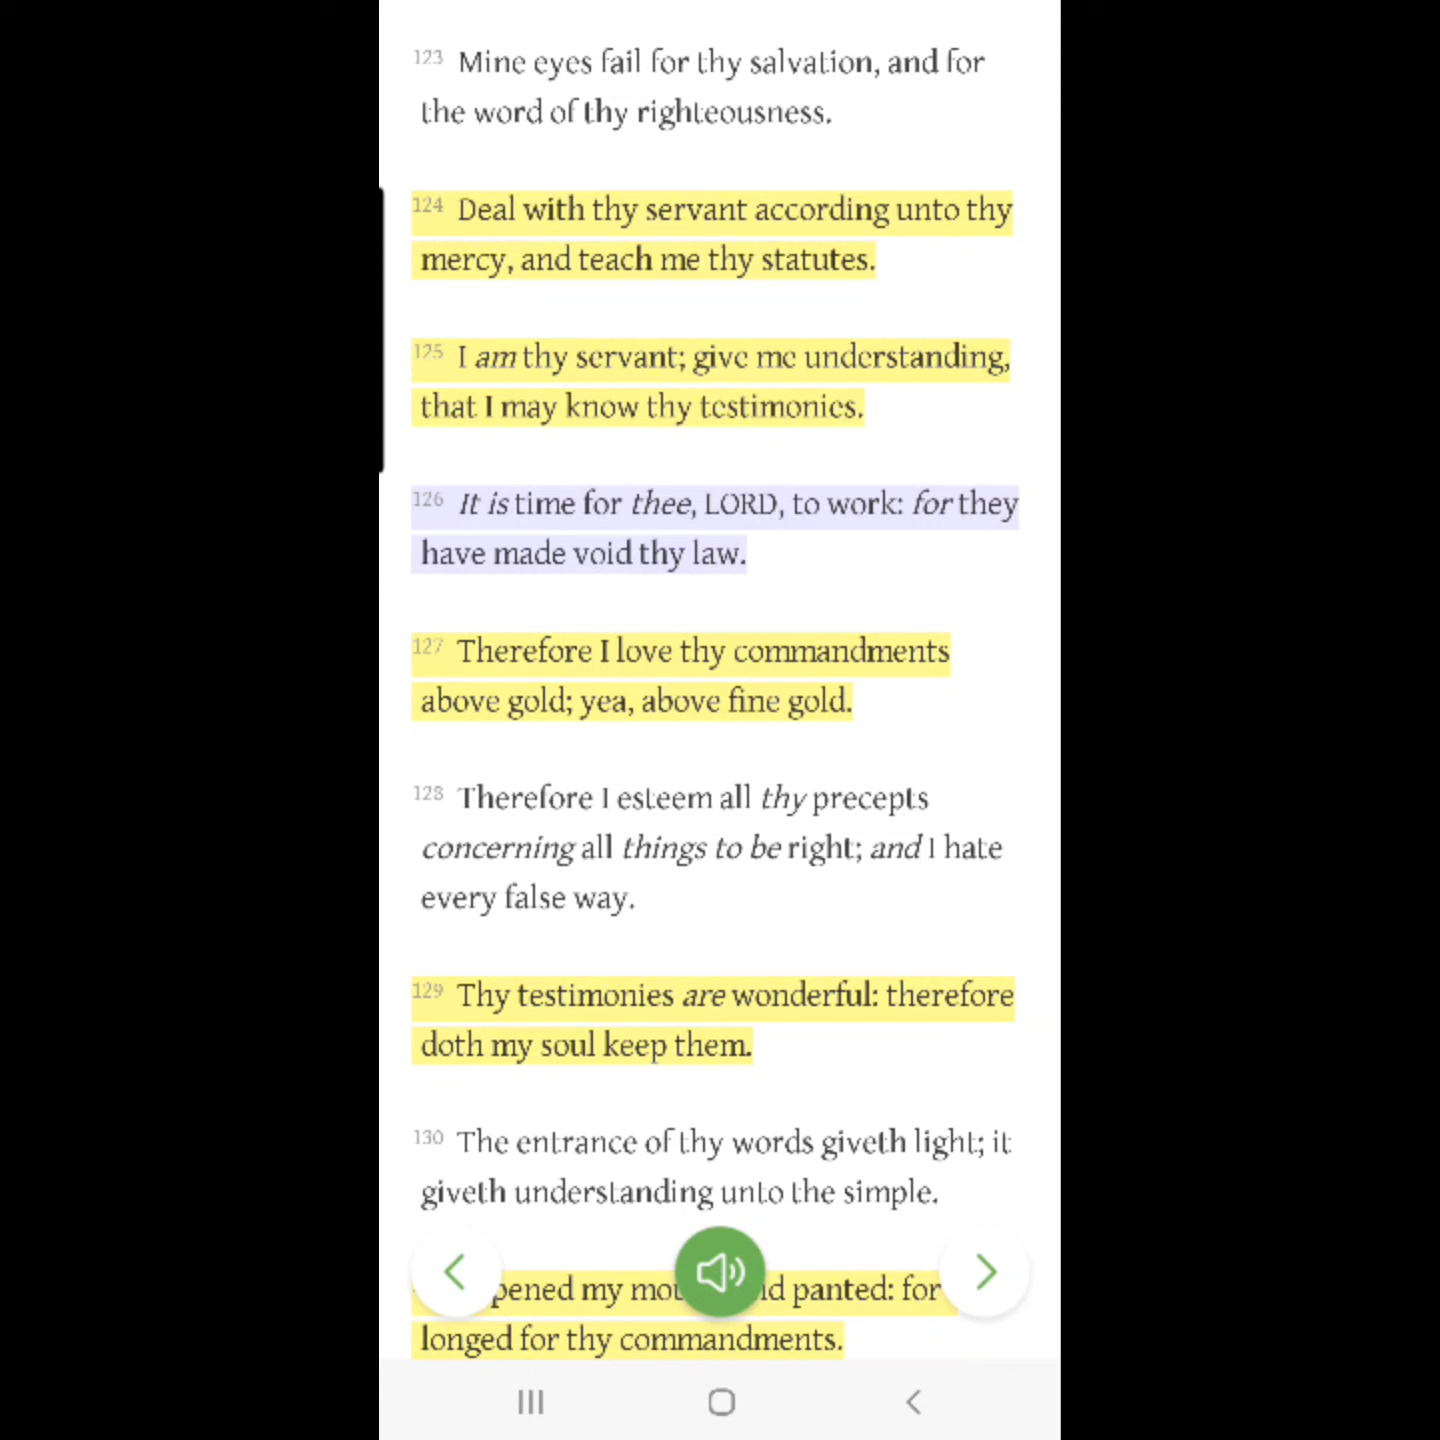 123 Mine eyes fail for thy salvation, and for
the word of thy righteousness.
124 Deal with thy servant according unto thy
mercy, and teach me thy statutes.
125 I am thy servant; give me understanding,
that I may know thy testimonies.
126 It is time for thee, LORD, to work: for they
have made void thy law.
127 Therefore I love thy commandments
above gold; yea, above fine gold.
128 Therefore I esteem all thy precepts
concerning all things to be right; and I hate
every false way.
129 Thy testimonies are wonderful: therefore
doth my soul keep them.
130 The entrance of thy words giveth light; it
giveth understanding unto the simple.
my panted: for
longed for thy commandments.